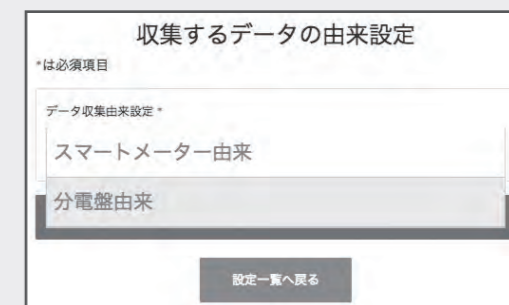 収集するデータの由来設定
*は必須項目
データ収集由来設定 *
スマートメーター由来
分電盤由来
設定一覧へ戻る